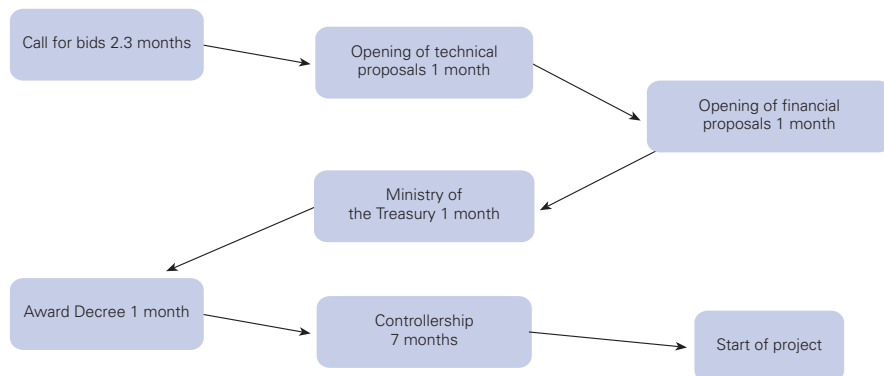 Call for bids 2.3 months
Opening of technical
proposals 1 month
Opening of financial
proposals 1 month
Ministry of
the Treasury 1 month
Award Decree 1 month
Controllership
7 months
Start of project